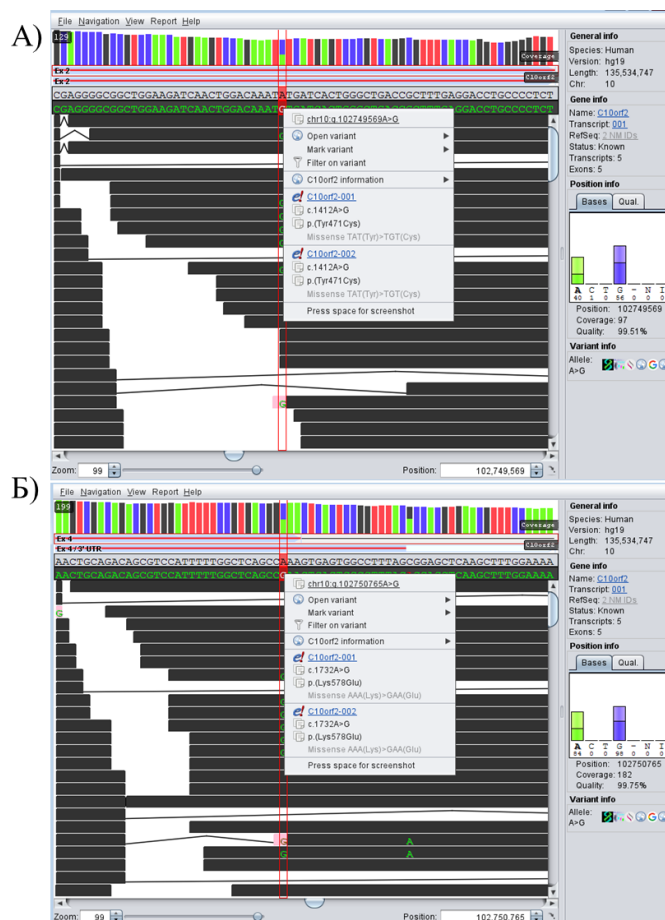 А)
File Navigation View Report Help
129
Coverage
Ex 2
C10orf2
Ex 2
CGAGGGGCGGCTGGAAGATCAACTGGACAAATATGATCACTGGGCTGACCGCTTTGAGGACCTGCCCCTCT
chr10:g.102749569A>G
Open variant
Mark variant
Filter on variant
C10orf2 information
C10orf2-001
c.1412A>G
p.(Tyr471Cys)
Missense TAT(Tyr)>TGT(Cys)
C10orf2-002
c.1412A>G
p.(Tyr471Cys)
Missense TAT(Tyr)>TGT(Cys)
Press space for screenshot
G
Zoom: 99
Position: 102,749,569
General info
Species: Human
Version: hg19
Length: 135,534,747
Chr: 10
Gene info
Name: C10orf2
Transcript: 001
RefSeq: 2 NM IDs
Status: Known
Transcripts: 5
Exons: 5
Position info
Bases Qual.
A C T G - N I
40 1 0 56 0 0 0
Position: 102749569
Coverage: 97
Quality: 99.51%
Variant info
Allele:
A>G
Б)
File Navigation View Report Help
199
Coverage
Ex 4
C10orf2
Ex 4 / 3' UTR
AACTGCAGACAGCGTCCATTTTTGGCTCAGCCAAAGTGAGTGGCCTTTAGCGGAGCTCAAGCTTTGGAAAA
G
chr10:g.102750765A>G
Open variant
Mark variant
Filter on variant
C10orf2 information
C10orf2-001
c.1732A>G
p.(Lys578Glu)
Missense AAA(Lys)>GAA(Glu)
C10orf2-002
c.1732A>G
p.(Lys578Glu)
Missense AAA(Lys)>GAA(Glu)
Press space for screenshot
G A
G A
Zoom: 99
Position: 102,750,765
General info
Species: Human
Version: hg19
Length: 135,534,747
Chr: 10
Gene info
Name: C10orf2
Transcript: 001
RefSeq: 2 NM IDs
Status: Known
Transcripts: 5
Exons: 5
Position info
Bases Qual.
A C T G - N I
84 0 0 98 0 0 0
Position: 102750765
Coverage: 182
Quality: 99.75%
Variant info
Allele:
A>G